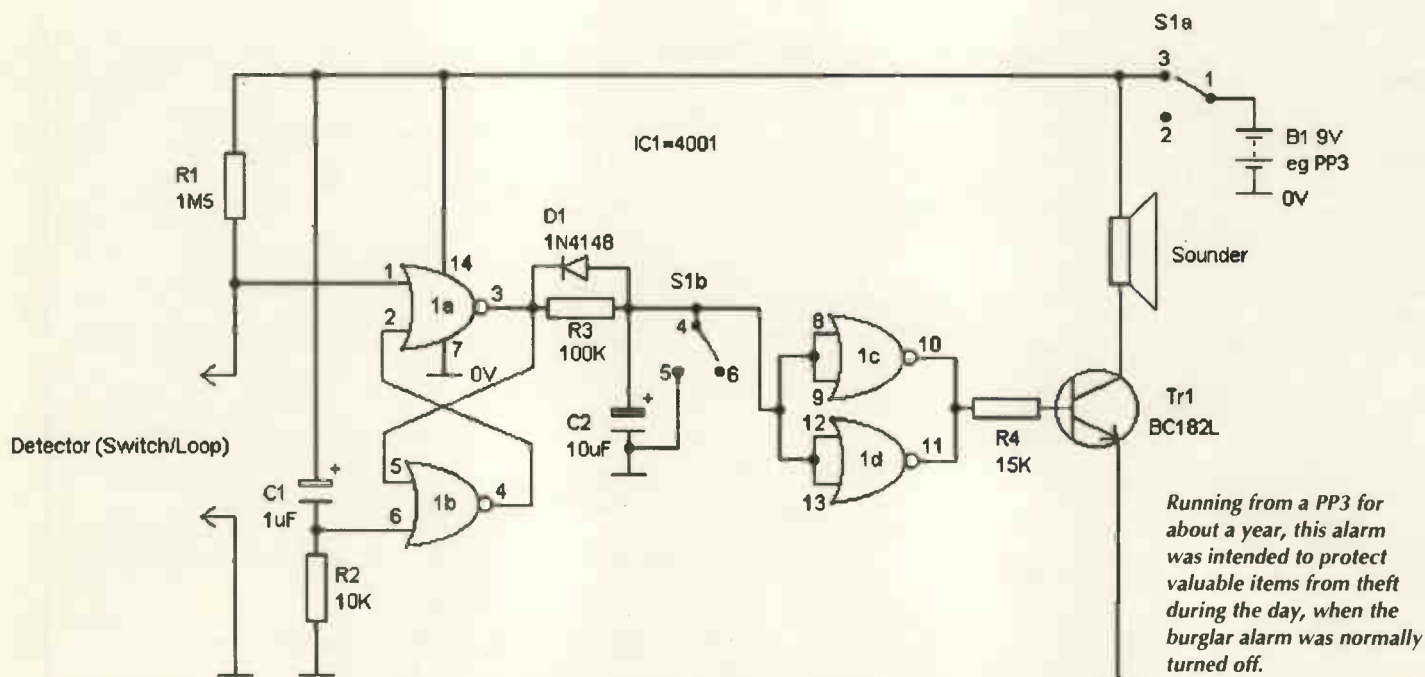 S1a
3
1
2
B1 9V
eg PP3
0V
IC1=4001
R1
1M5
D1
1N4148
1
14
1a
3
2
7
0V
R3
100K
S1b
4
5
6
C2
10uF
+
8
1c
10
9
12
1d
11
13
R4
15K
Sounder
Tr1
BC182L
Detector (Switch/Loop)
C1
1uF
+
5
1b
4
6
R2
10K
Running from a PP3 for
about a year, this alarm
was intended to protect
valuable items from theft
during the day, when the
burglar alarm was normally
turned off.